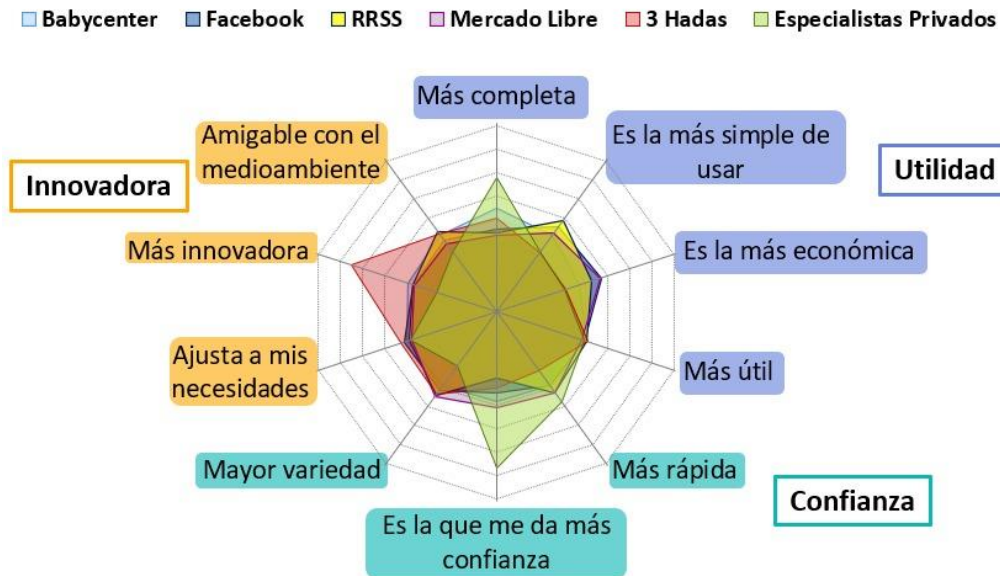 Babycenter Facebook RRSS Mercado Libre 3 Hadas Especialistas Privados
Más completa
Amigable con el
medioambiente
Es la más simple de
usar
Innovadora
Utilidad
Más innovadora
Es la más económica
Ajusta a mis
necesidades
Más útil
Mayor variedad
Más rápida
Confianza
Es la que me da más
confianza